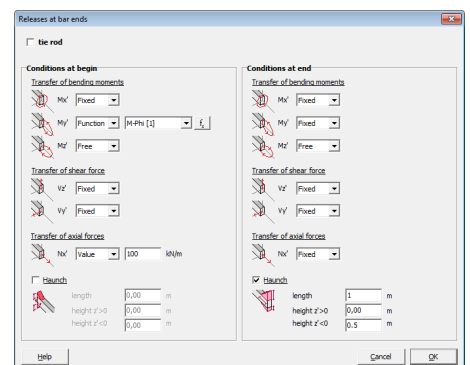 Releases at bar ends
tie rod
Conditions at begin
Transfer of bending moments
Mx' Fixed
My' Function M-Phi [1] f,
Mz' Free
Transfer of shear force
Vz' Fixed
Vy' Fixed
Transfer of axial forces
Nx' Value 100 kN/m
Haunch
length 0,00 m
height z'>0 0,00 m
height z'<0 0,00 m
Conditions at end
Transfer of bending moments
Mx' Fixed
My' Fixed
Mz' Free
Transfer of shear force
Vz' Fixed
Vy' Fixed
Transfer of axial forces
Nx' Fixed
Haunch
length 1 m
height z'>0 0,00 m
height z'<0 0.5 m
Help
Cancel
OK